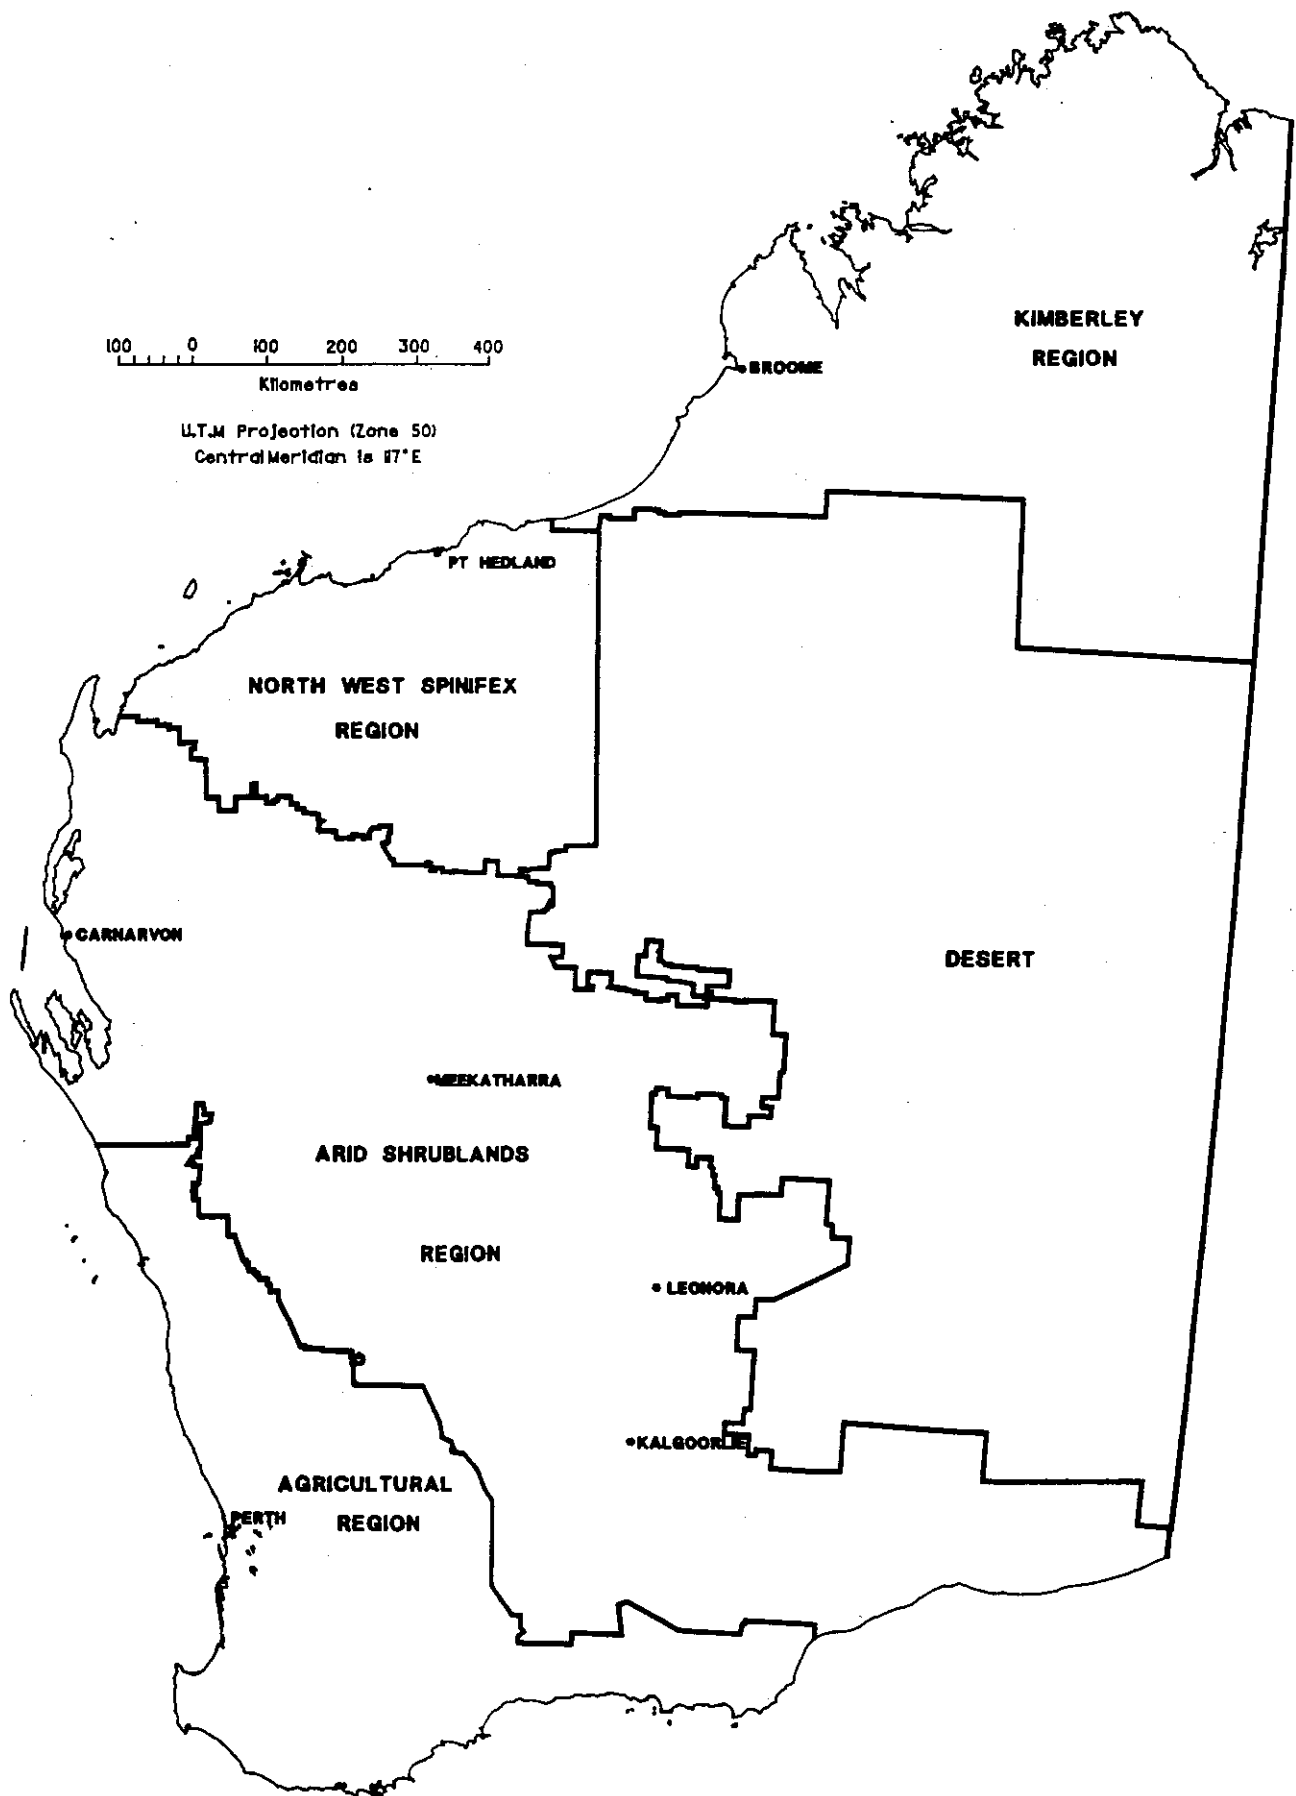 KIMBERLEY
REGION
100 0 100 200 300 400
Kilometres
BROOME
U.T.M Projection (Zone 50)
Central Meridian is 117°E
PT HEDLAND
NORTH WEST SPINIFEX
REGION
CARNARVON
DESERT
MEEKATHARRA
ARID SHRUBLANDS
REGION
LEONORA
KALGOORLIE
AGRICULTURAL
REGION
PERTH